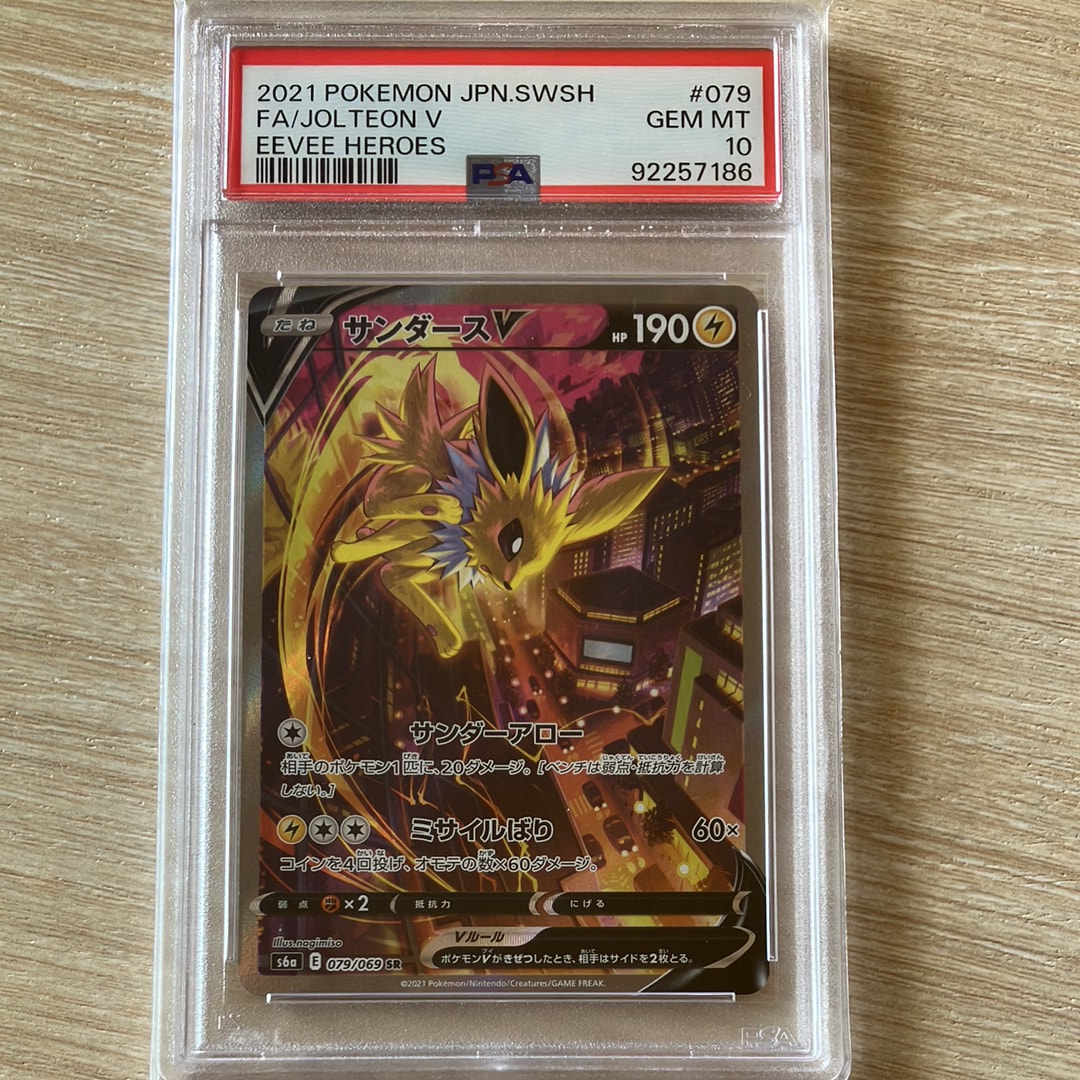 2021 POKEMON JPN.SWSH #079
FA/JOLTEON V GEM MT
EEVEE HEROES 10
PSA 92257186
たね サンダースV HP 190
サンダーアロー
相手のポケモン1匹に、20ダメージ。[ベンチは弱点・抵抗力を計算
しない。]
ミサイルばり 60×
コインを4回投げ、オモテの数×60ダメージ。
弱点 ×2 抵抗力 にげる
Illus.nagimiso
Vルール
s6a E 079/069 SR
ポケモンVがきぜつしたとき、相手はサイドを2枚とる。
©2021 Pokémon/Nintendo/Creatures/GAME FREAK.
PSA